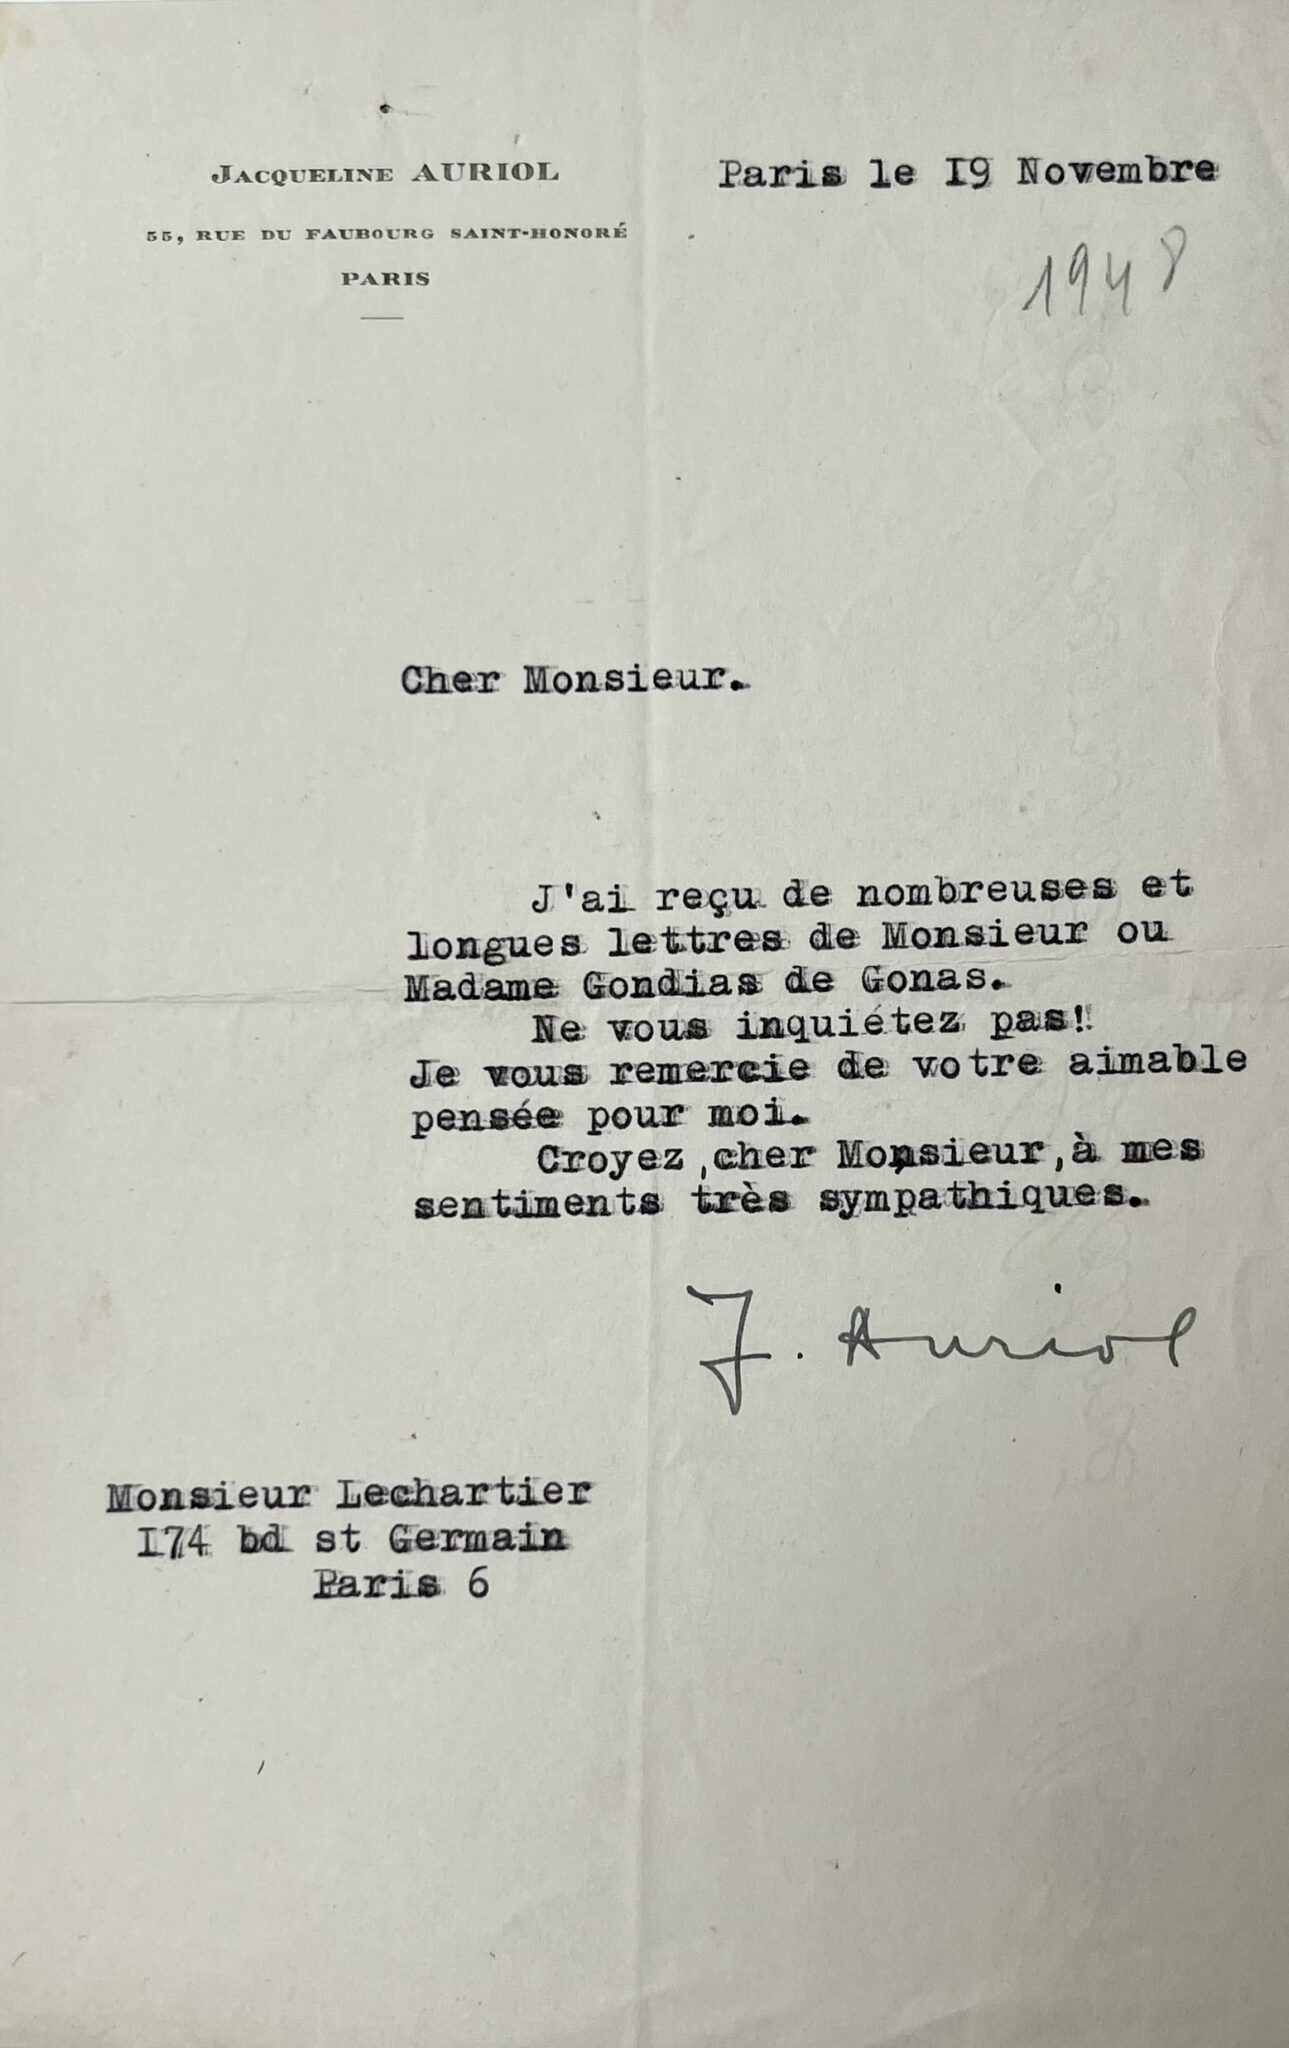 JACQUELINE AURIOL
55, RUE DU FAUBOURG SAINT-HONORÉ
PARIS
Paris le I9 Novembre
1948
Cher Monsieur.
J'ai reçu de nombreuses et
longues lettres de Monsieur ou
Madame Gondias de Gonas.
Ne vous inquiétez pas!
Je vous remercie de votre aimable
pensée pour moi.
Croyez,cher Monsieur,à mes
sentiments très sympathiques.
J. Auriol
Monsieur Lechartier
I74 bd st Germain
Paris 6